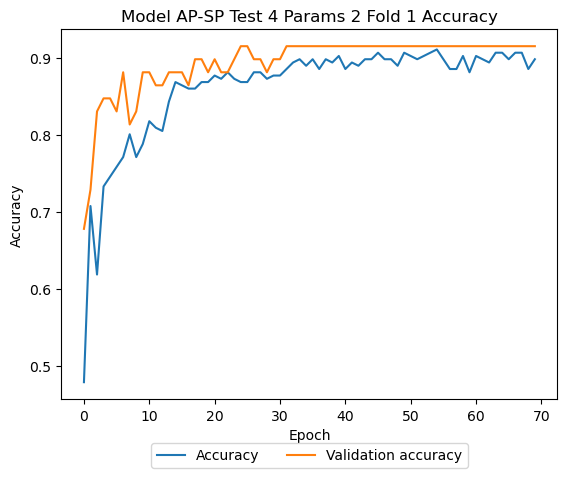 Model AP-SP Test 4 Params 2 Fold 1 Accuracy
Accuracy
0.9
0.8
0.7
0.6
0.5
0 10 20 30 40 50 60 70
Epoch
Accuracy Validation accuracy